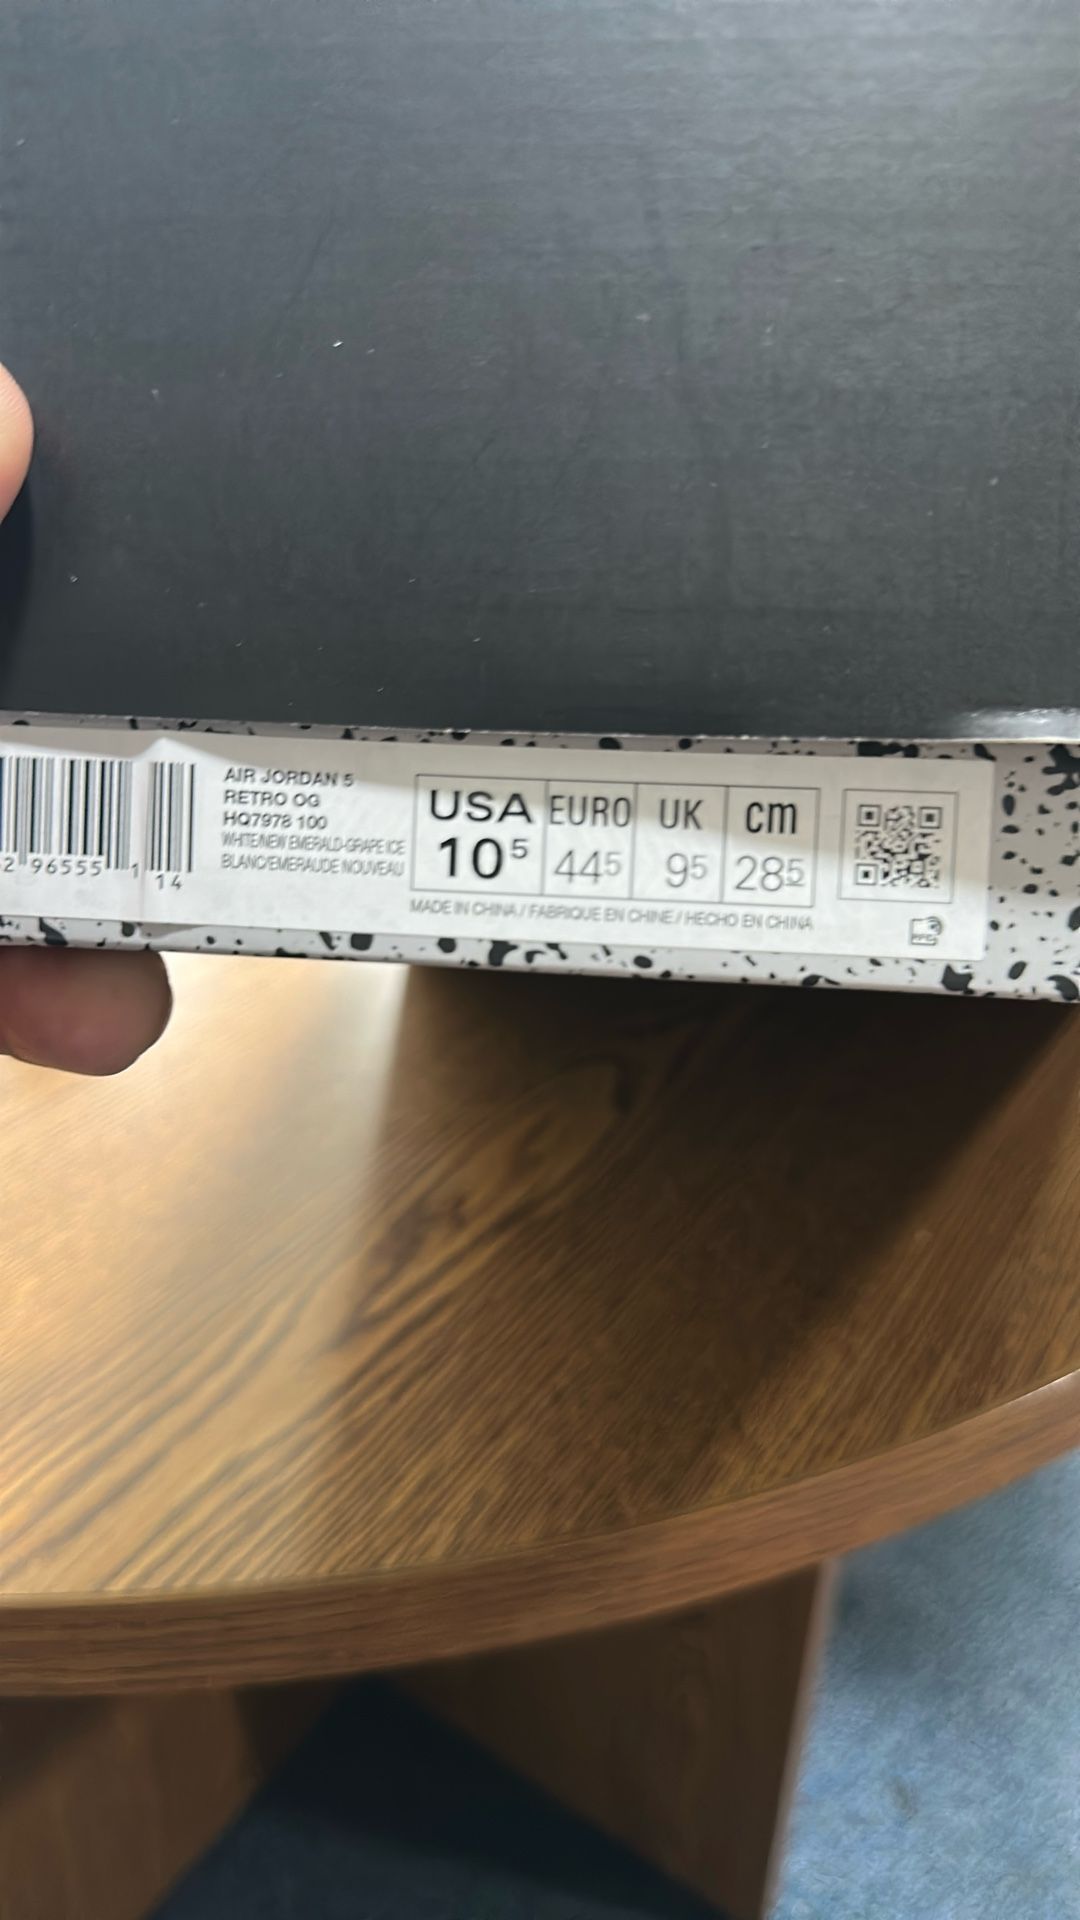 AIR JORDAN 5
RETRO OG
HQ7978 100
WHITE/NEW EMERALD-GRAPE ICE
BLANC/EMERAUDE NOUVEAU
USA EURO UK cm
10⁵ 44⁵ 9⁵ 28⁵
2 96555 1 14
MADE IN CHINA / FABRIQUE EN CHINE / HECHO EN CHINA